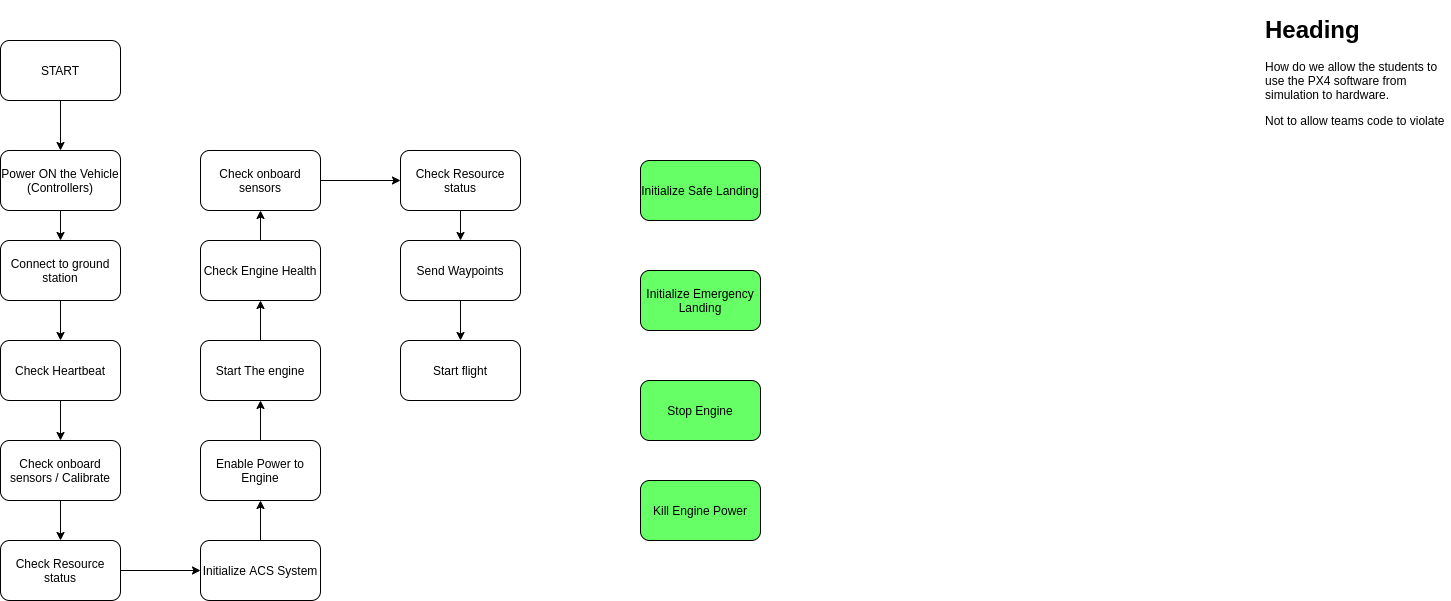 START
Power ON the Vehicle
(Controllers)
Connect to ground
station
Check Heartbeat
Check onboard
sensors / Calibrate
Check Resource
status
Initialize ACS System
Enable Power to
Engine
Start The engine
Check Engine Health
Check onboard
sensors
Check Resource
status
Send Waypoints
Start flight
Initialize Safe Landing
Initialize Emergency
Landing
Stop Engine
Kill Engine Power
Heading
How do we allow the students to
use the PX4 software from
simulation to hardware.
Not to allow teams code to violate